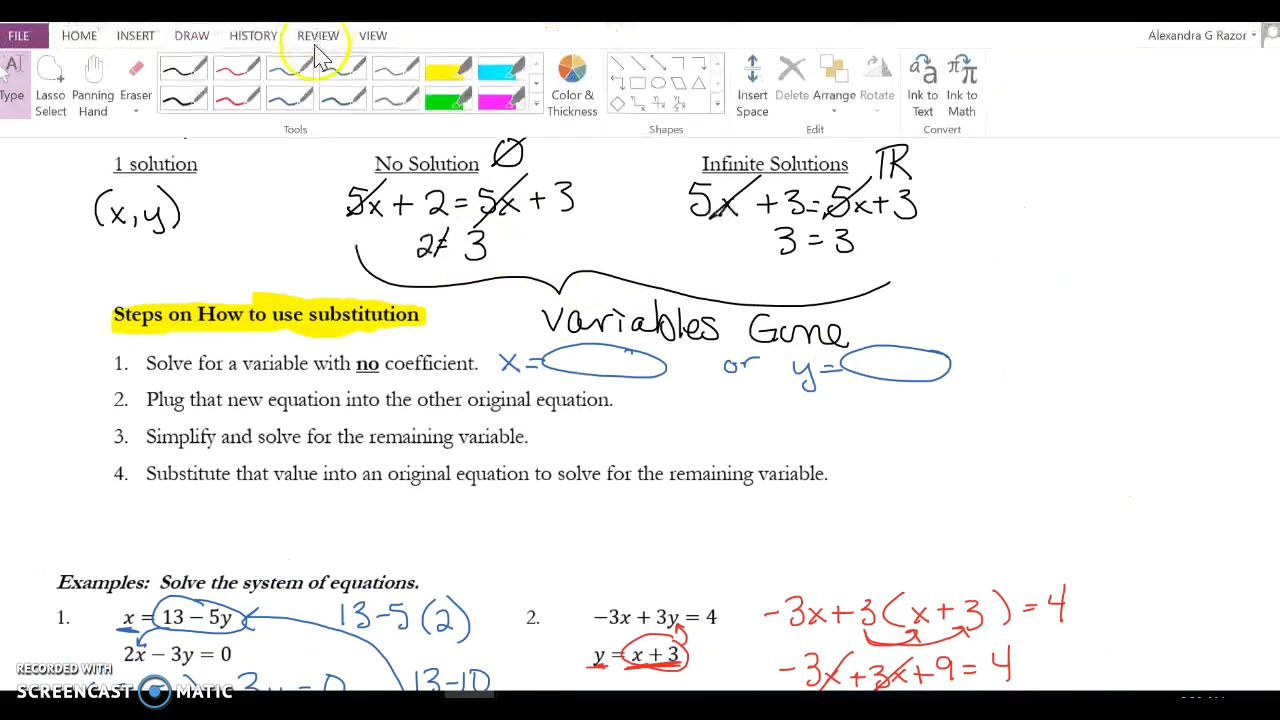 FILE HOME INSERT DRAW HISTORY REVIEW VIEW Alexandra G Razor
Type Lasso Select Panning Hand Eraser Color & Thickness Insert Space Delete Arrange Rotate Ink to Text Ink to Math
Tools Shapes Edit Convert
1 solution No Solution Ø Infinite Solutions ℝ
(x,y) 5x + 2 = 5x + 3 5x + 3 = 5x + 3
2 ≠ 3 3 = 3
Variables Gone
Steps on How to use substitution
1. Solve for a variable with no coefficient. x = or y =
2. Plug that new equation into the other original equation.
3. Simplify and solve for the remaining variable.
4. Substitute that value into an original equation to solve for the remaining variable.
Examples: Solve the system of equations.
1. x = 13 − 5y 13-5(2) 2. −3x + 3y = 4 -3x+3(x+3)=4
2x − 3y = 0 y = x + 3 -3x+3x+9=4
13-10
RECORDED WITH
SCREENCAST MATIC